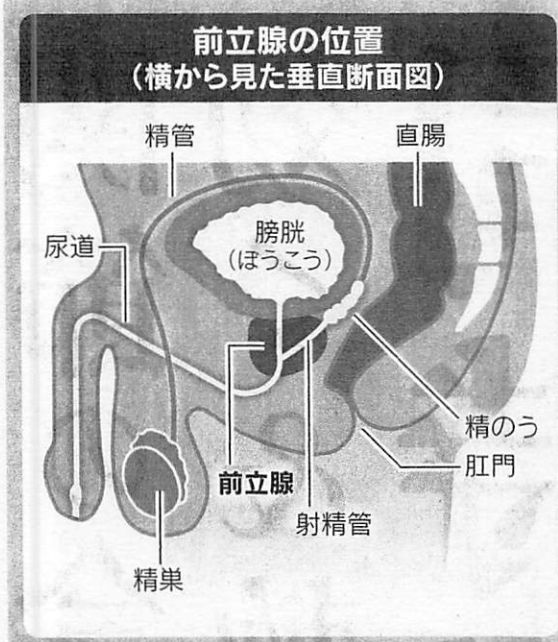 前立腺の位置
(横から見た垂直断面図)
精管
直腸
尿道
膀胱
(ぼうこう)
精のう
肛門
前立腺
射精管
精巣